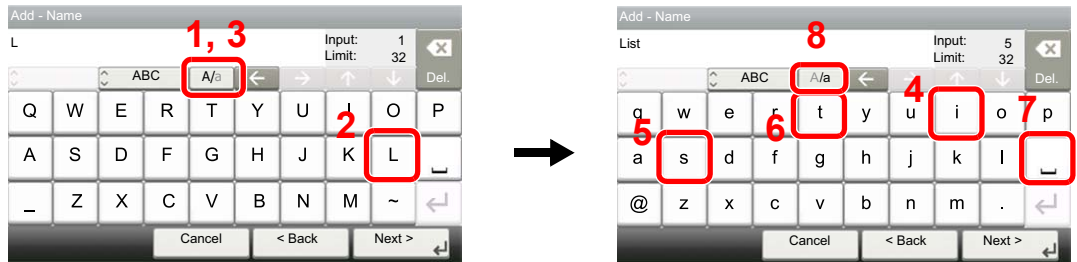 Add - Name
L
1, 3
Input: 1
Limit: 32
ABC
A/a
← → ↑ ↓
Del.
Q W E R T Y U I O P
2
A S D F G H J K L ␣
_ Z X C V B N M ~ ↵
Cancel
< Back
Next > ↵
Add - Name
List
8
Input: 5
Limit: 32
ABC
A/a
← → ↑ ↓
Del.
4
q w e r t y u i o p
5
6
7
a s d f g h j k l ␣
@ z x c v b n m . ↵
Cancel
< Back
Next > ↵